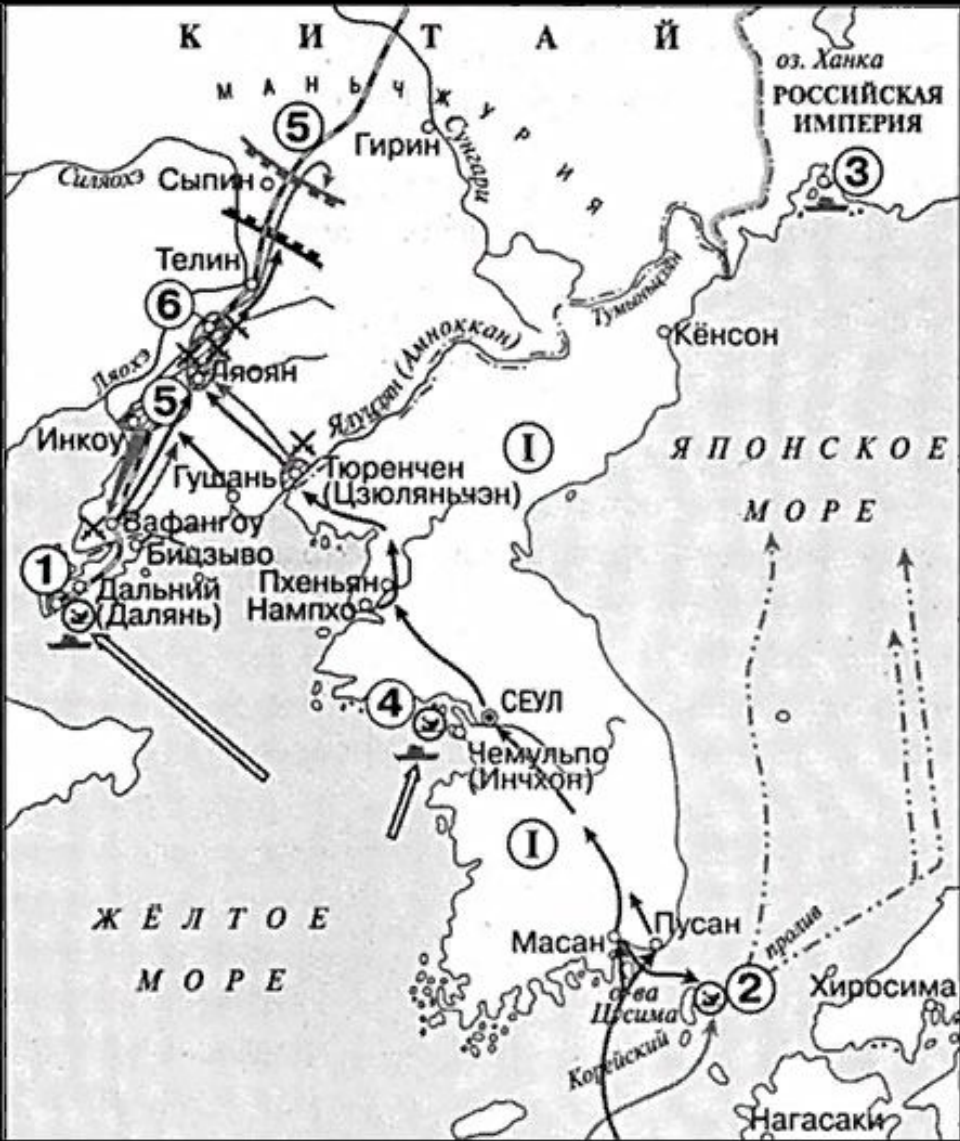 КИТАЙ
МАНЬЧЖУРИЯ
оз. Ханка
РОССИЙСКАЯ
ИМПЕРИЯ
5
Гирин
Сунгари
3
Силяохэ
Сыпин
Телин
6
Тумыньцзян
Кёнсон
Ляохэ
Ляоян
Ялуцзян (Амноккан)
5
Инкоу
I
ЯПОНСКОЕ
МОРЕ
Гушань
Тюренчен
(Цзюляньчэн)
Вафангоу
Бицзыво
1
Дальний
(Далянь)
Пхеньян
Нампхо
4
СЕУЛ
Чемульпо
(Инчхон)
I
ЖЁЛТОЕ
МОРЕ
Масан
Пусан
пролив
2
о-ва
Цусима
Хиросима
Корейский
Нагасаки